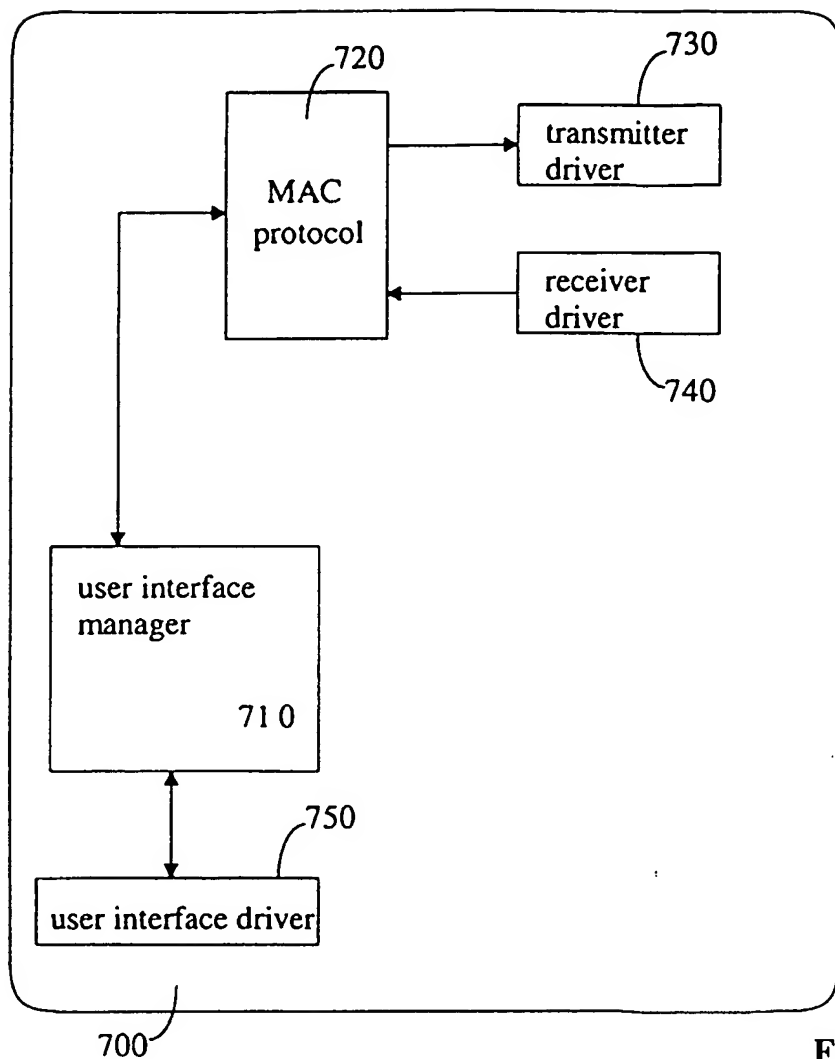 720
730
MAC
protocol
transmitter
driver
receiver
driver
740
user interface
manager
71 0
750
user interface driver
700